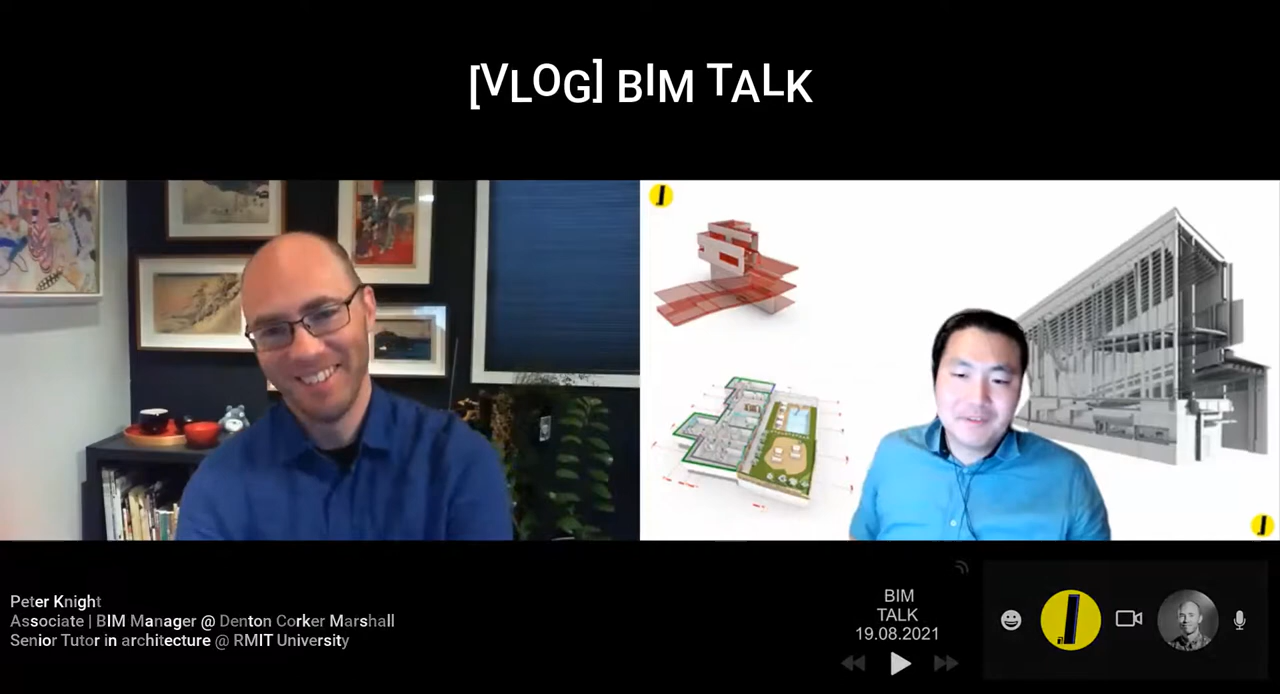 [VLOG] BIM TALK
Peter Knight
Associate | BIM Manager @ Denton Corker Marshall
Senior Tutor in architecture @ RMIT University
BIM
TALK
19.08.2021